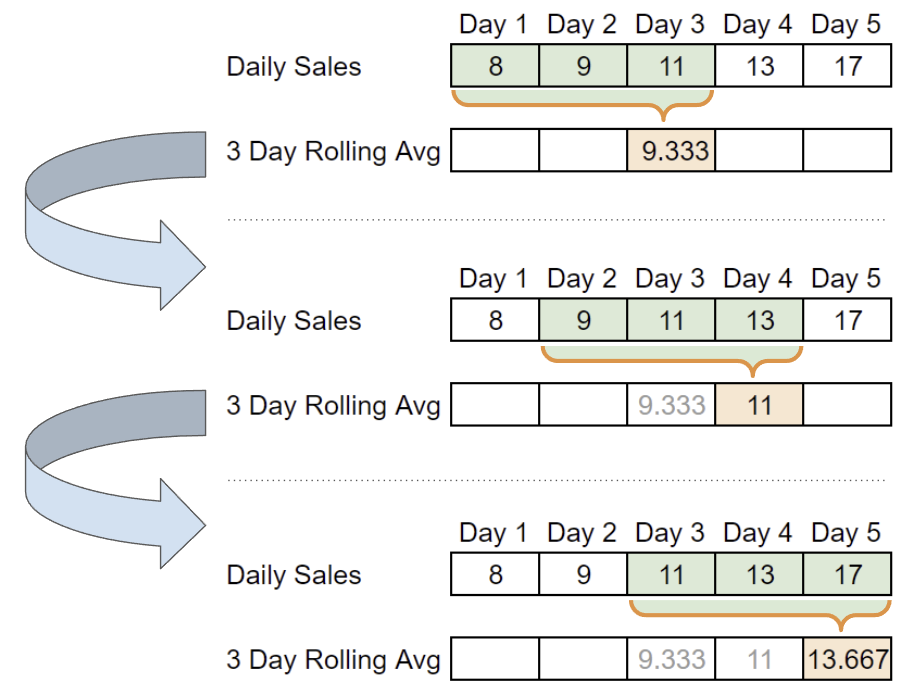 Day 1 Day 2 Day 3 Day 4 Day 5
Daily Sales 8 9 11 13 17
3 Day Rolling Avg 9.333
Day 1 Day 2 Day 3 Day 4 Day 5
Daily Sales 8 9 11 13 17
3 Day Rolling Avg 9.333 11
Day 1 Day 2 Day 3 Day 4 Day 5
Daily Sales 8 9 11 13 17
3 Day Rolling Avg 9.333 11 13.667